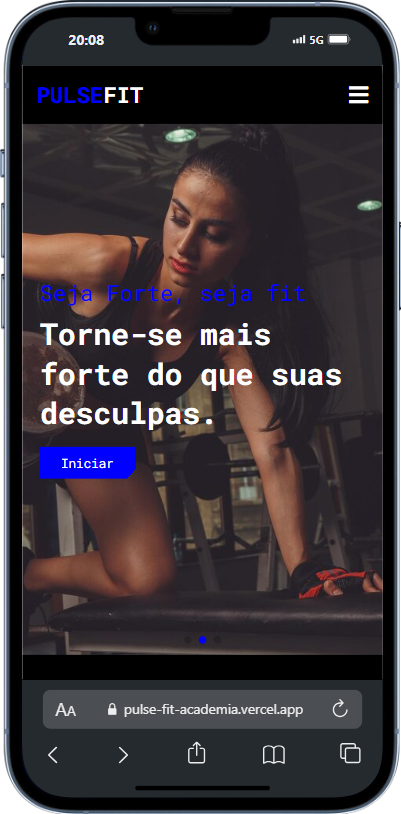 20:08
5G
PULSEFIT
Seja Forte, seja fit
Torne-se mais
forte do que suas
desculpas.
Iniciar
AA
pulse-fit-academia.vercel.app